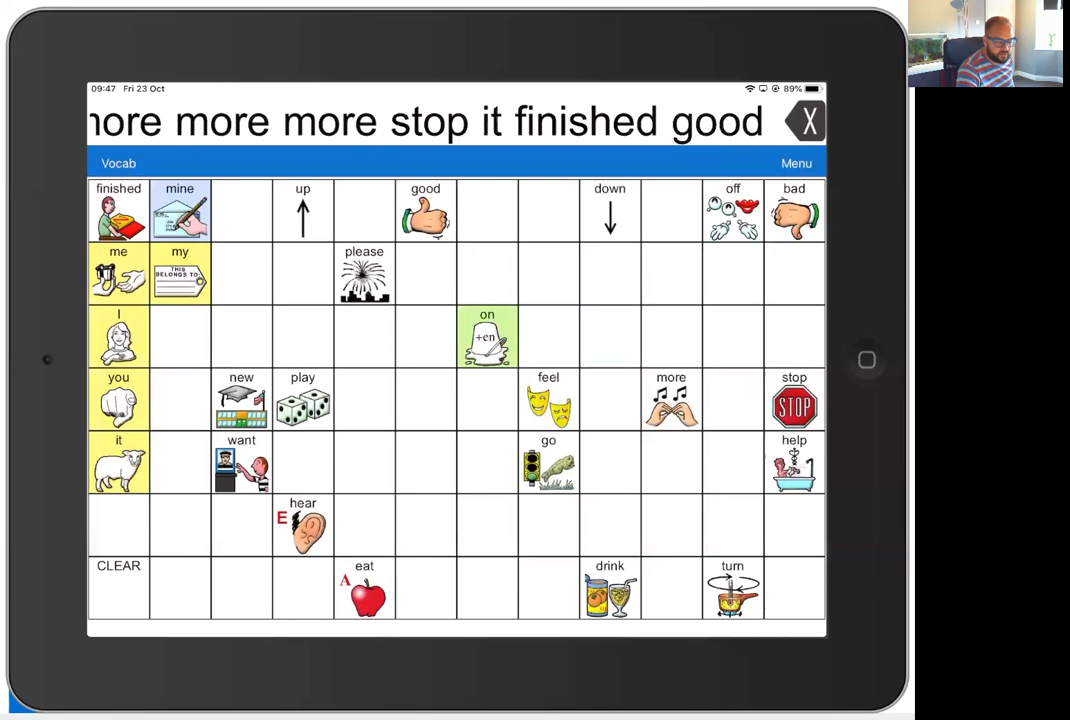 09:47 Fri 23 Oct 89%
more more stop it finished good X
Vocab Menu
finished mine up good down off bad
me my please
THIS BELONGS TO
I on
+en
you new play feel more stop
STOP
it want go help
hear
E
CLEAR eat drink turn
A